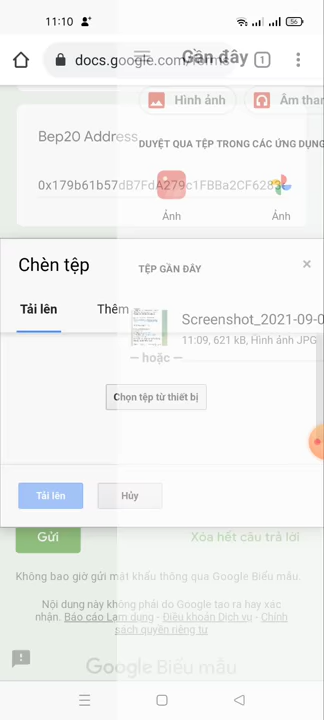 11:10
56
docs.google.com/forms
Gần đây
1
Hình ảnh
Âm than
Bep20 Address
DUYỆT QUA TỆP TRONG CÁC ỨNG DỤNG
0x179b61b57dB7FdA279c1FBBa2CF628
Ảnh
Ảnh
Chèn tệp
TỆP GẦN ĐÂY
×
Tải lên
Thêm
Screenshot_2021-09-0
11:09, 621 kB, Hình ảnh JPG
— hoặc —
Chọn tệp từ thiết bị
Tải lên
Hủy
Gửi
Xóa hết câu trả lời
Không bao giờ gửi mật khẩu thông qua Google Biểu mẫu.
Nội dung này không phải do Google tạo ra hay xác
nhận. Báo cáo Lạm dụng - Điều khoản Dịch vụ - Chính
sách quyền riêng tư
Google Biểu mẫu